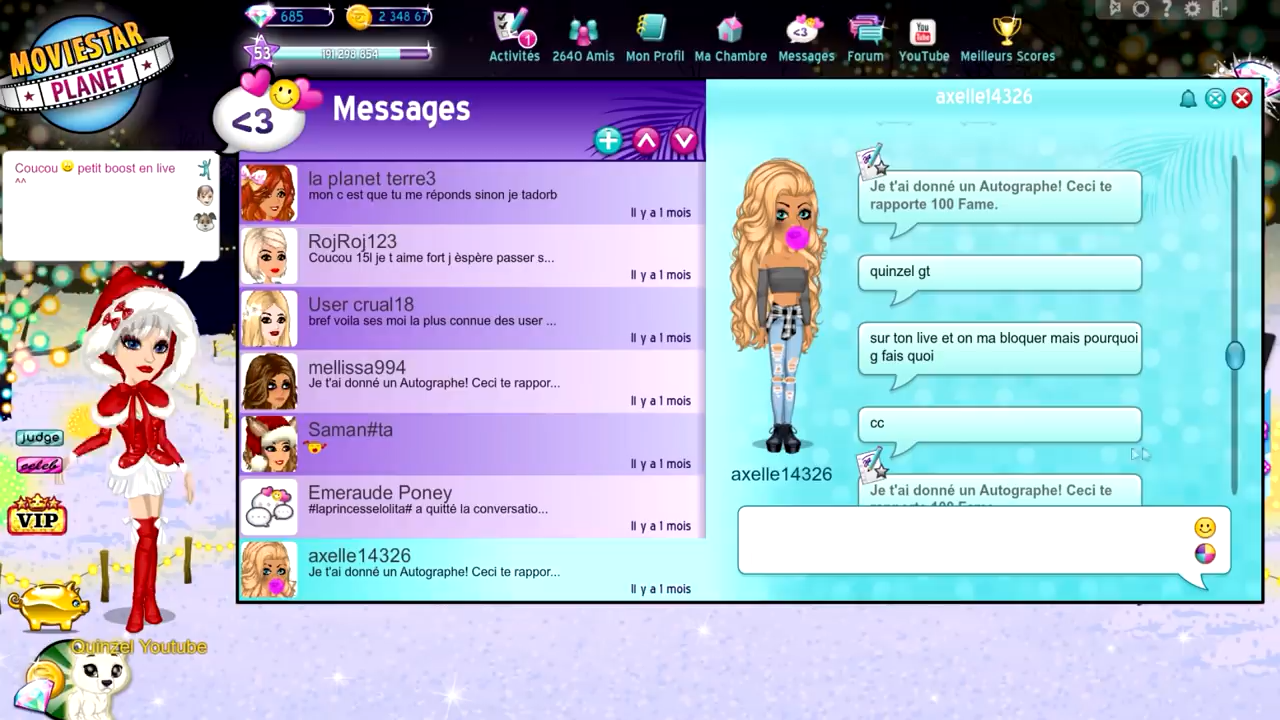 685
2 348 67
53
191 298 854
1
Activités
2640 Amis
Mon Profil
Ma Chambre
<3
Messages
Forum
You
Tube
YouTube
Meilleurs Scores
MOVIESTAR
PLANET
<3
Messages
axelle14326
Coucou petit boost en live
^^
la planet terre3
mon c est que tu me réponds sinon je tadorb
Il y a 1 mois
RojRoj123
Coucou 15l je t aime fort j èspère passer s...
Il y a 1 mois
User crual18
bref voila ses moi la plus connue des user ...
Il y a 1 mois
mellissa994
Je t'ai donné un Autographe! Ceci te rappor...
Il y a 1 mois
Saman#ta
Il y a 1 mois
Emeraude Poney
#laprincesselolita# a quitté la conversatio...
Il y a 1 mois
axelle14326
Je t'ai donné un Autographe! Ceci te rappor...
Il y a 1 mois
axelle14326
Je t'ai donné un Autographe! Ceci te
rapporte 100 Fame.
quinzel gt
sur ton live et on ma bloquer mais pourquoi
g fais quoi
cc
Je t'ai donné un Autographe! Ceci te
rapporte 100 Fame.
judge
celeb
VIP
Quinzel Youtube